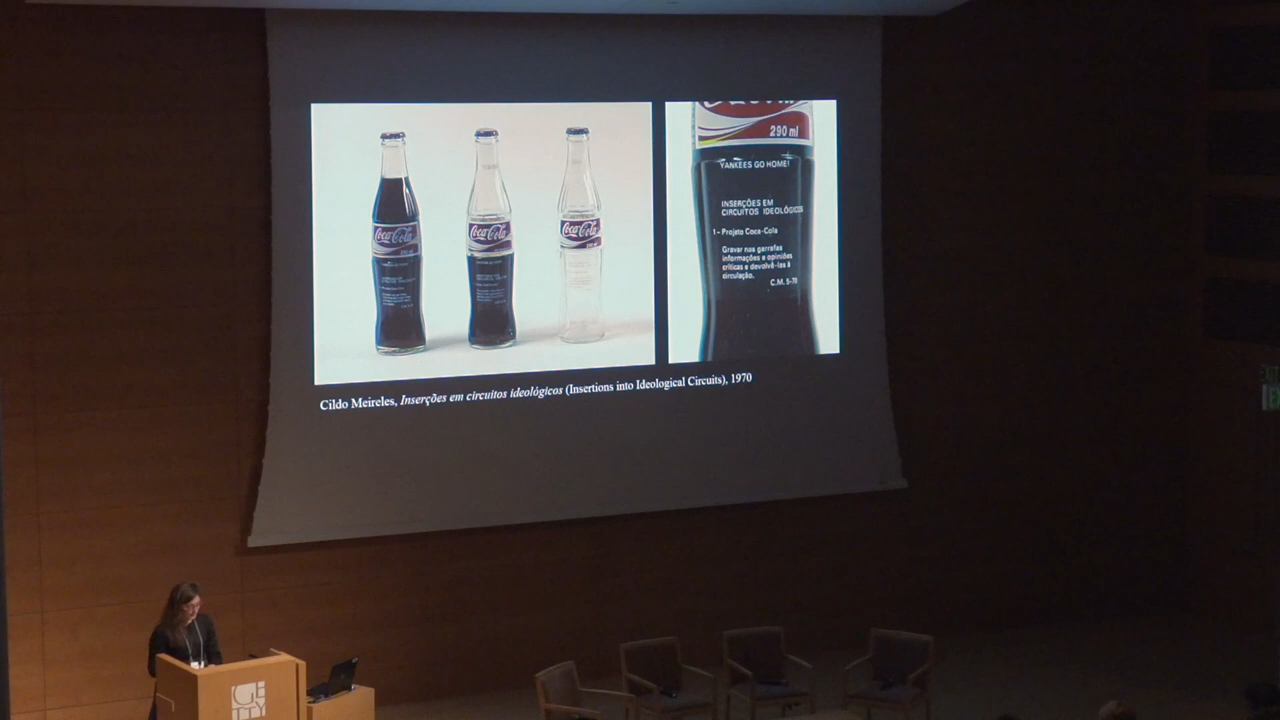 Coca-Cola
Coca-Cola
Coca-Cola
290 ml
YANKEES GO HOME!
INSERÇÕES EM
CIRCUITOS IDEOLÓGICOS
1 - Projeto Coca-Cola
Gravar nas garrafas
informações e opiniões
críticas e devolvê-las à
circulação.
C.M. 5-70
Cildo Meireles, Inserções em circuitos ideológicos (Insertions into Ideological Circuits), 1970
GE
TTY